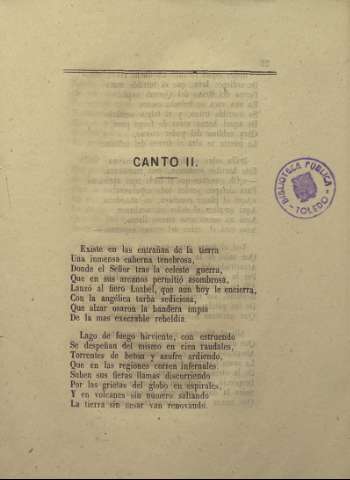 CANTO II.
BIBLIOTECA PUBLICA
TOLEDO
Existe en las entrañas de la tierra
Una inmensa caberna tenebrosa,
Donde el Señor tras la celeste guerra,
Que en sus arcanos permitió asombrosa,
Lanzó al fiero Luxbel, que aun hoy le encierra,
Con la angélica turba sediciosa,
Que alzar osaron la bandera impía
De la mas execrable rebeldía.
Lago de fuego hirviente, con estruendo
Se despeñan del mismo en cien raudales,
Torrentes de betun y azufre ardiendo,
Que en las regiones corren infernales:
Suben sus fieras llamas discurriendo
Por las grietas del globo en espirales,
Y en volcanes sin número saltando
La tierra sin cesar van renovando.